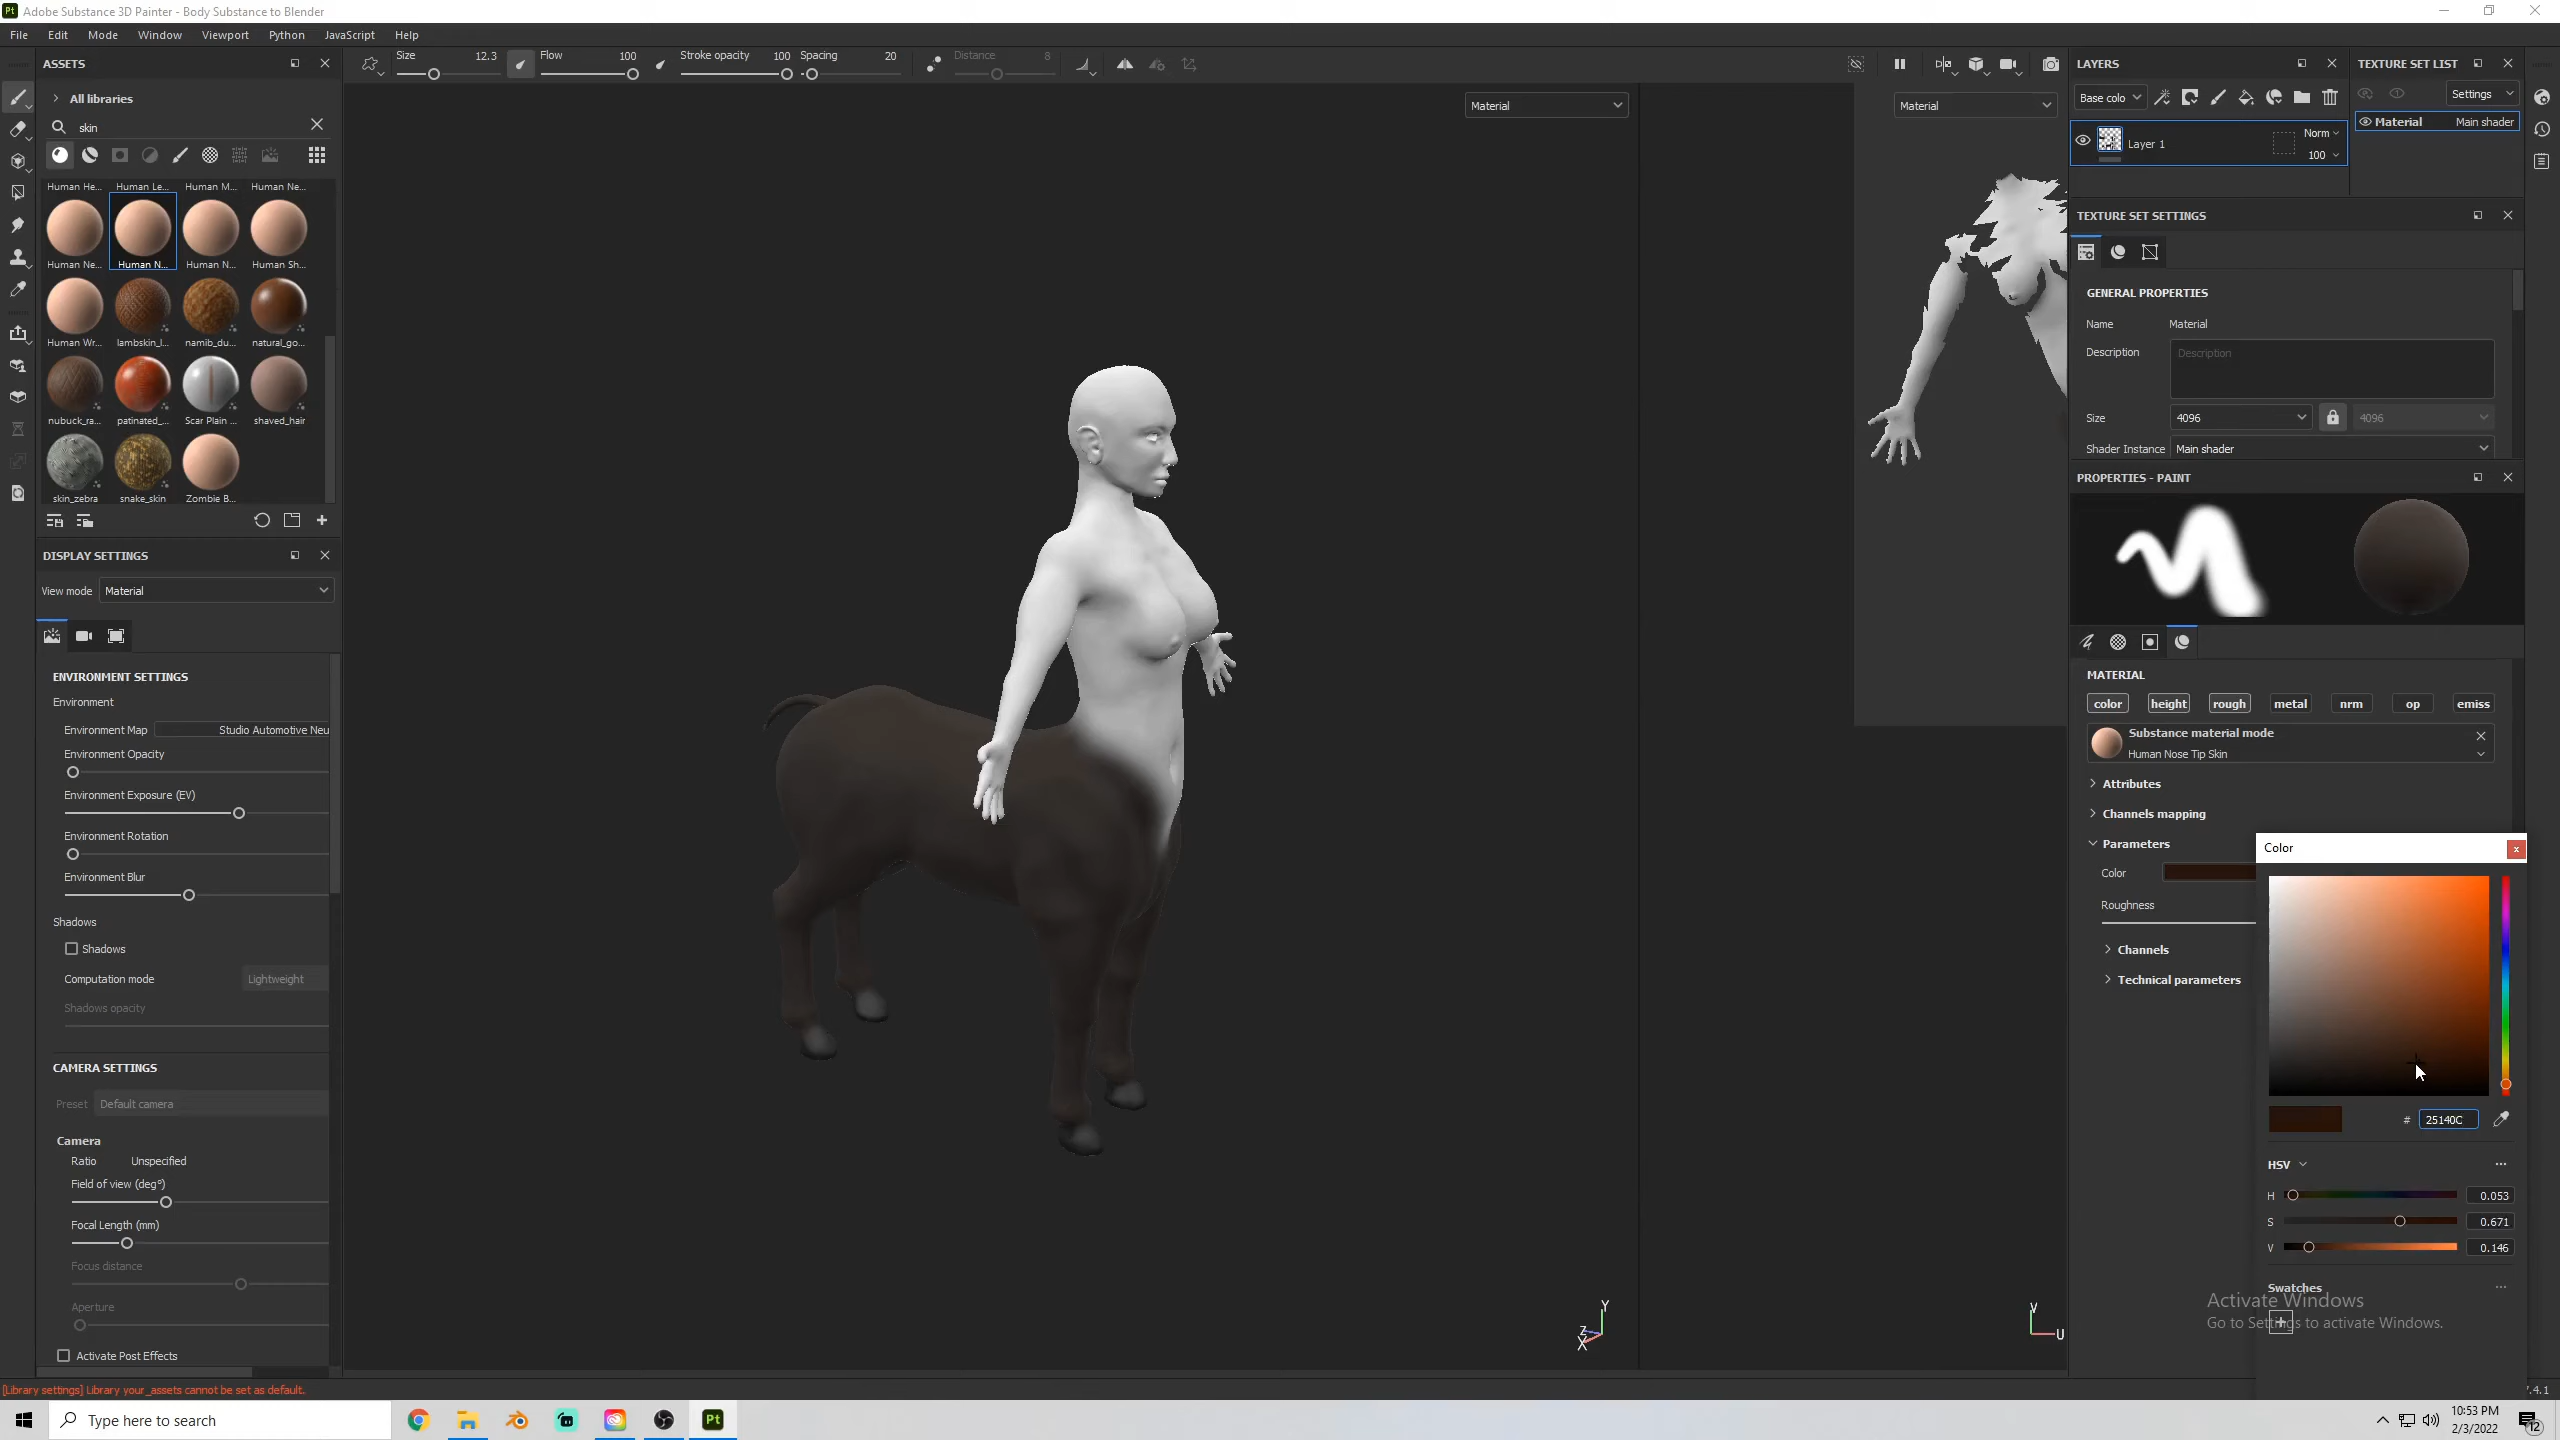 Adobe Substance 3D Painter - Body Substance to Blender
File Edit Mode Window Viewport Python JavaScript Help
ASSETS
Size 12.3 Flow 100 Stroke opacity 100 Spacing 20 Distance 8
All libraries
skin
Human He... Human Le... Human M... Human Ne...
Human Ne... Human N... Human N... Human Sh...
Human Wr... lambskin_l... namib_du... natural_go...
nubuck_ra... patinated_... Scar Plain ... shaved_hair
skin_zebra snake_skin Zombie B...
DISPLAY SETTINGS
View mode Material
ENVIRONMENT SETTINGS
Environment
Environment Map Studio Automotive Neu
Environment Opacity
Environment Exposure (EV)
Environment Rotation
Environment Blur
Shadows
Shadows
Computation mode Lightweight
Shadows opacity
CAMERA SETTINGS
Preset Default camera
Camera
Ratio Unspecified
Field of view (deg°)
Focal Length (mm)
Focus distance
Aperture
Activate Post Effects
[Library settings] Library your_assets cannot be set as default.
Material
Material
Y
Z
X
V
U
LAYERS
Base colo
Layer 1
Norm
100
TEXTURE SET LIST
Settings
Material Main shader
TEXTURE SET SETTINGS
GENERAL PROPERTIES
Name Material
Description Description
Size 4096 4096
Shader Instance Main shader
PROPERTIES - PAINT
MATERIAL
color height rough metal nrm op emiss
Substance material mode
Human Nose Tip Skin
Attributes
Channels mapping
Parameters
Color
Roughness
Channels
Technical parameters
Color
x
# 25140C
HSV
H 0.053
S 0.671
V 0.146
Swatches
Activate Windows
Go to Settings to activate Windows.
7.4.1
Type here to search
Pt
10:53 PM
2/3/2022
12